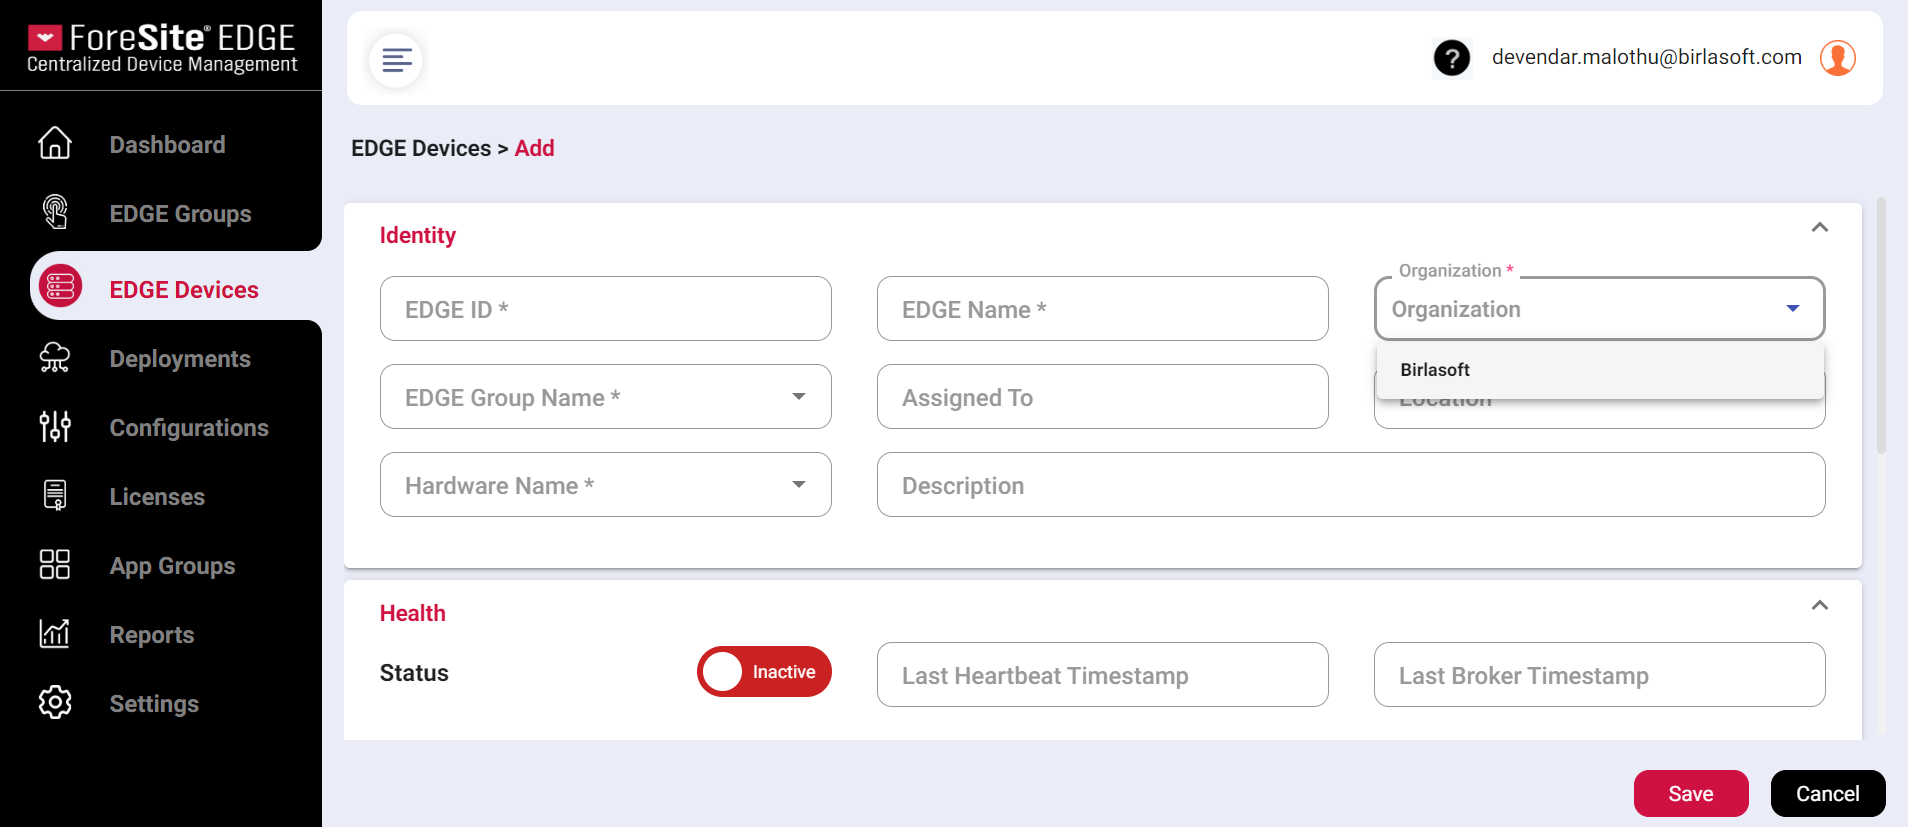 ForeSite® EDGE
Centralized Device Management
?
devendar.malothu@birlasoft.com
Dashboard
EDGE Groups
EDGE Devices
Deployments
Configurations
Licenses
App Groups
Reports
Settings
EDGE Devices > Add
Identity
EDGE ID *
EDGE Name *
Organization *
Organization
Birlasoft
EDGE Group Name *
Assigned To
Location
Hardware Name *
Description
Health
Status
Inactive
Last Heartbeat Timestamp
Last Broker Timestamp
Save
Cancel